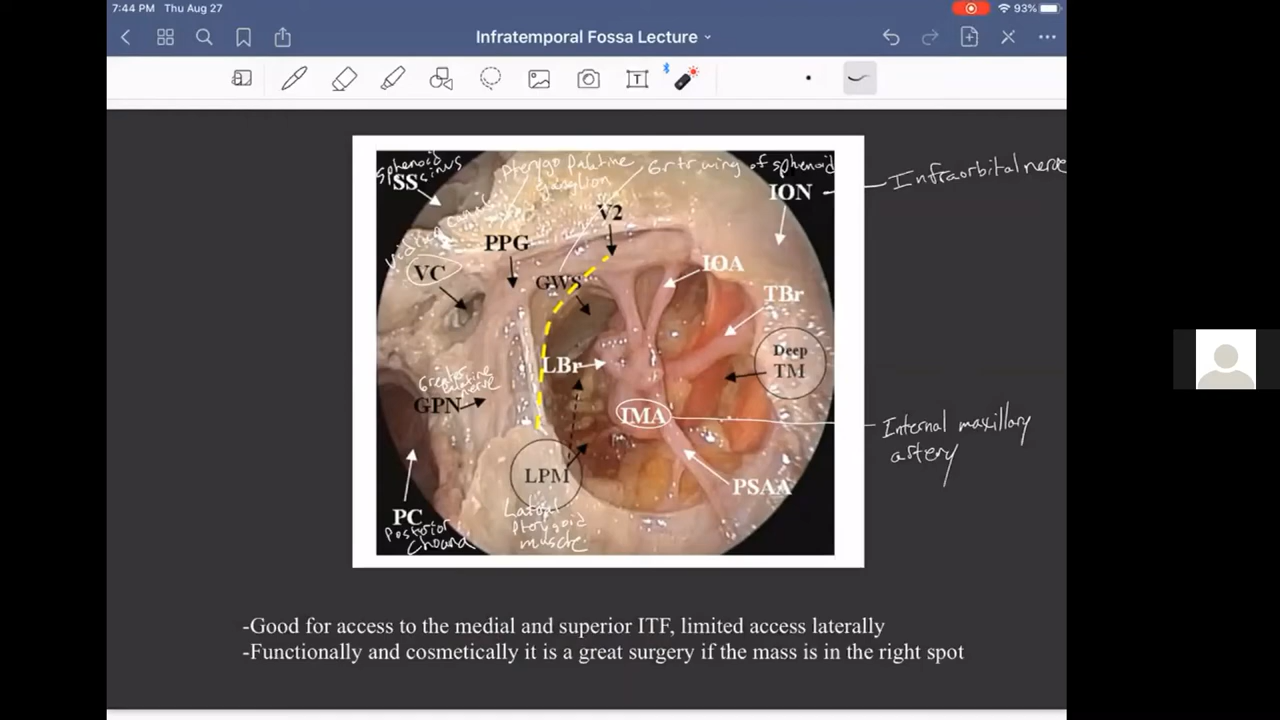 7:44 PM Thu Aug 27
93%
Infratemporal Fossa Lecture
T
Sphenoid
sinus
SS
Pterygopalatine
ganglion
Grtr wing of sphenoid
ION
Infraorbital nerve
V2
Vidian canal
PPG
VC
GWS
IOA
TBr
LBr
Deep
TM
Greater
palatine
nerve
GPN
IMA
Internal maxillary
artery
LPM
PSAA
PC
Posterior
Lateral
pterygoid
muscle
-Good for access to the medial and superior ITF, limited access laterally
-Functionally and cosmetically it is a great surgery if the mass is in the right spot